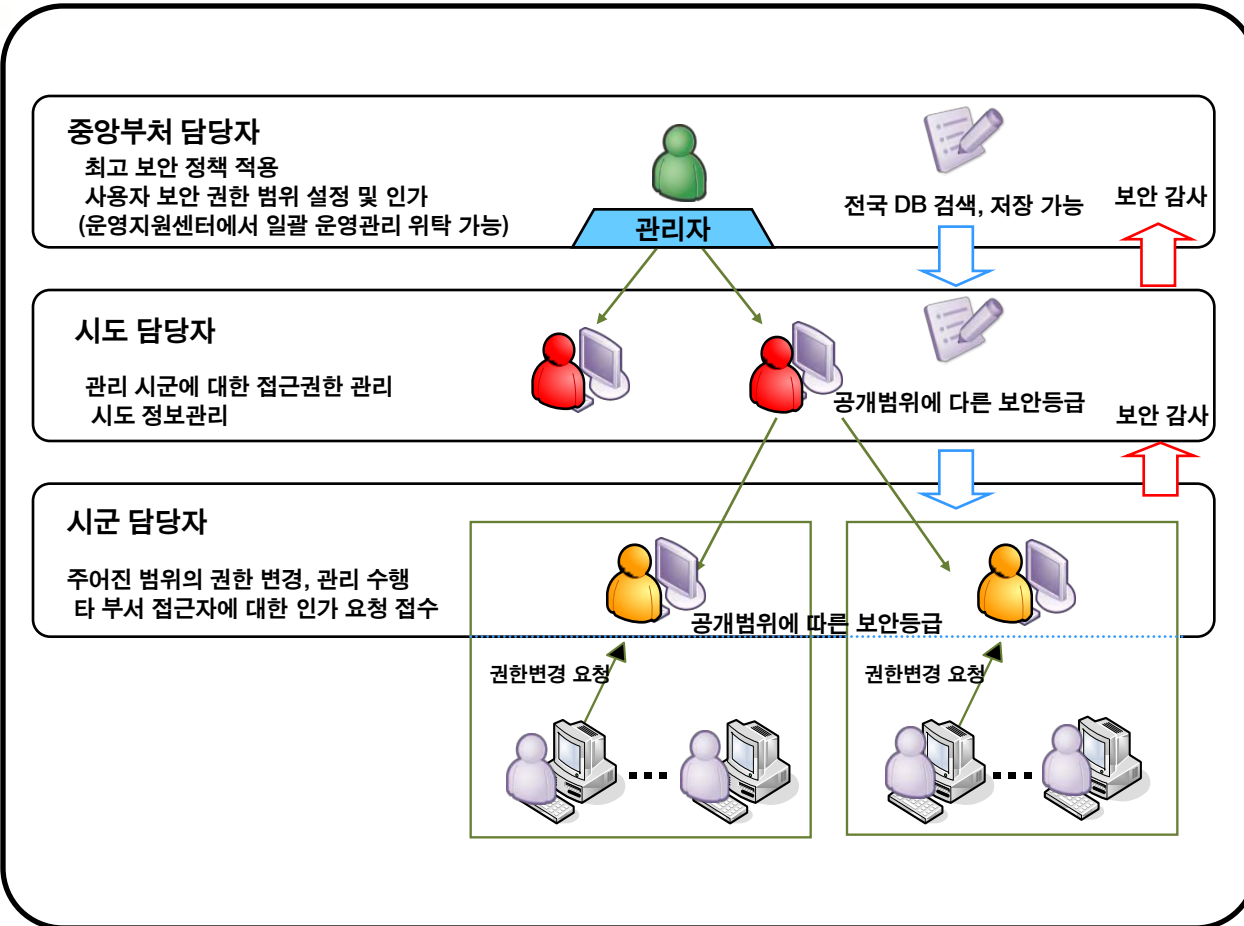 중앙부처 담당자
최고 보안 정책 적용
사용자 보안 권한 범위 설정 및 인가
(운영지원센터에서 일괄 운영관리 위탁 가능)
관리자
전국 DB 검색, 저장 가능
보안 감사
시도 담당자
관리 시군에 대한 접근권한 관리
시도 정보관리
공개범위에 다른 보안등급
보안 감사
시군 담당자
주어진 범위의 권한 변경, 관리 수행
타 부서 접근자에 대한 인가 요청 접수
공개범위에 따른 보안등급
권한변경 요청
권한변경 요청